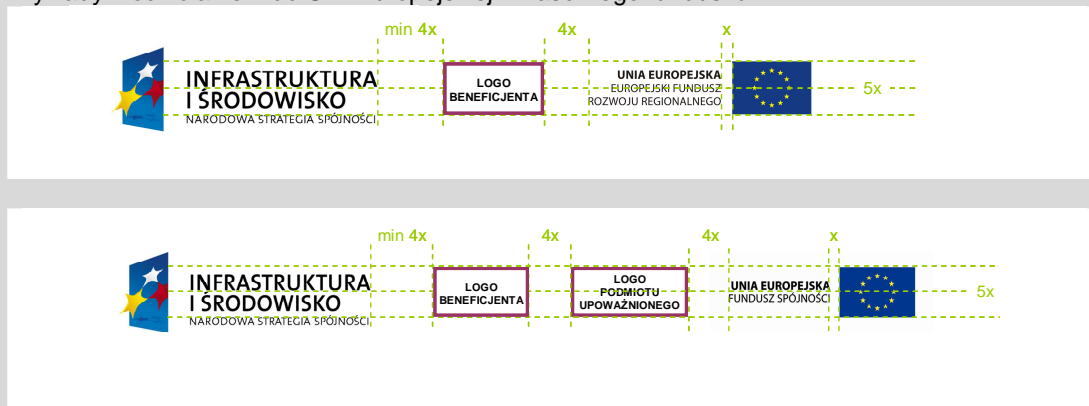 min 4x 4x x
INFRASTRUKTURA
I ŚRODOWISKO
NARODOWA STRATEGIA SPÓJNOŚCI
LOGO
BENEFICJENTA
UNIA EUROPEJSKA
EUROPEJSKI FUNDUSZ
ROZWOJU REGIONALNEGO
5x
min 4x 4x 4x x
INFRASTRUKTURA
I ŚRODOWISKO
NARODOWA STRATEGIA SPÓJNOŚCI
LOGO
BENEFICJENTA
LOGO
PODMIOTU
UPOWAŻNIONEGO
UNIA EUROPEJSKA
FUNDUSZ SPÓJNOŚCI
5x